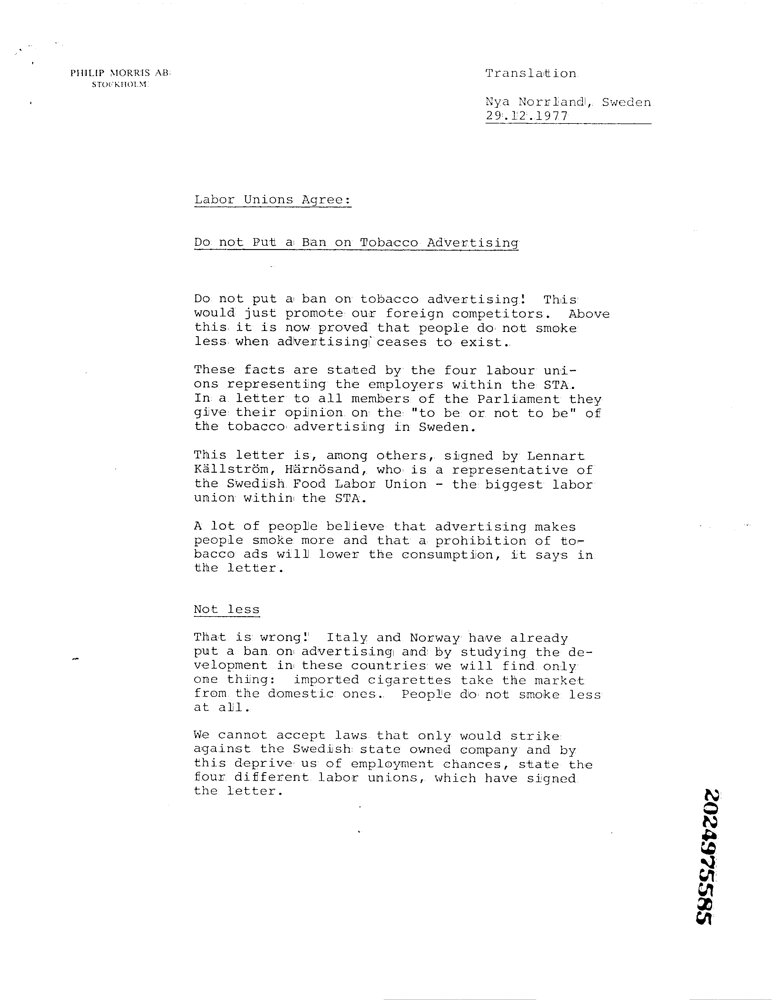 PHILIP MORRIS AB
STOCKHOLM
Translation
Nya Norrland, Sweden
29.12.1977
Labor Unions Agree:
Do not Put a Ban on Tobacco Advertising
Do not put a ban on tobacco advertising! This
would just promote our foreign competitors. Above
this it is now proved that people do not smoke
less when advertising ceases to exist.
These facts are stated by the four labour uni-
ons representing the employers within the STA.
In a letter to all members of the Parliament they
give their opinion on the "to be or not to be" of
the tobacco advertising in Sweden.
This letter is, among others, signed by Lennart
Källström, Härnösand, who is a representative of
the Swedish Food Labor Union - the biggest labor
union within the STA.
A lot of people believe that advertising makes
people smoke more and that a prohibition of to-
bacco ads will lower the consumption, it says in
the letter.
Not less
That is wrong! Italy and Norway have already
put a ban on advertising and by studying the de-
velopment in these countries we will find only
one thing: imported cigarettes take the market
from the domestic ones. People do not smoke less
at all.
We cannot accept laws that only would strike
against the Swedish state owned company and by
this deprive us of employment chances, state the
four different labor unions, which have signed
the letter.
2024975585